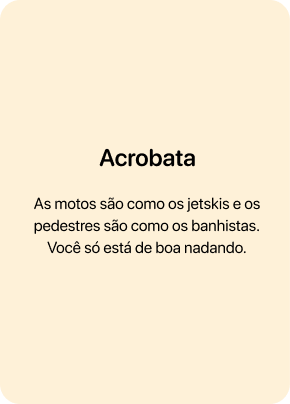 Acrobata
As motos são como os jetskis e os
pedestres são como os banhistas.
Você só está de boa nadando.